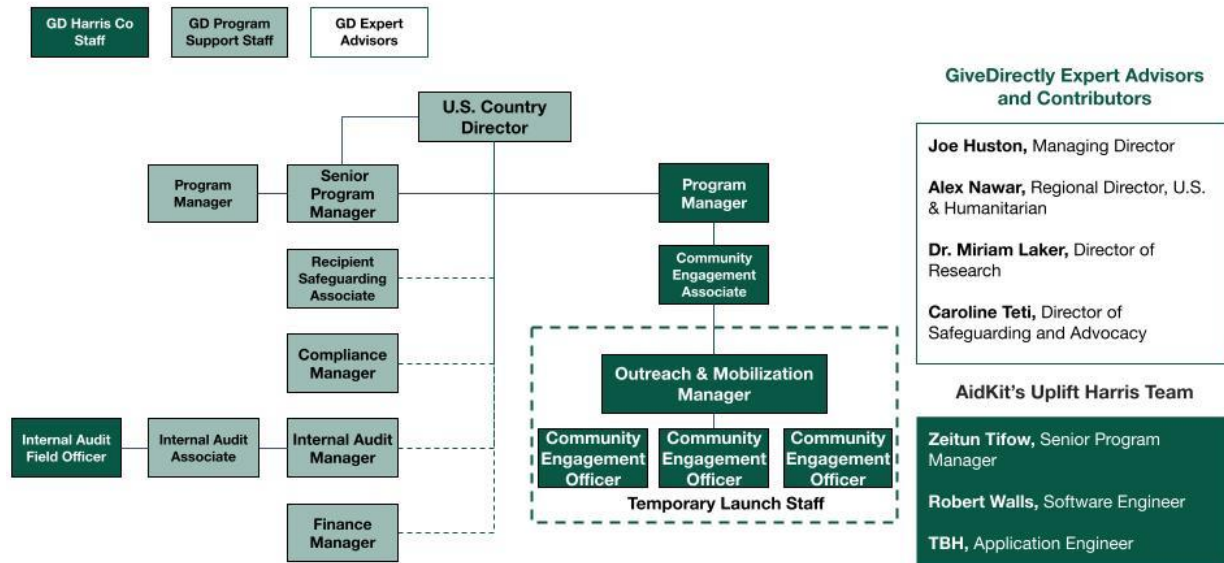 GD Harris Co
Staff
GD Program
Support Staff
GD Expert
Advisors
U.S. Country
Director
Program
Manager
Senior
Program
Manager
Program
Manager
Recipient
Safeguarding
Associate
Community
Engagement
Associate
Compliance
Manager
Outreach & Mobilization
Manager
Internal Audit
Field Officer
Internal Audit
Associate
Internal Audit
Manager
Community
Engagement
Officer
Community
Engagement
Officer
Community
Engagement
Officer
Temporary Launch Staff
Finance
Manager
GiveDirectly Expert Advisors
and Contributors
Joe Huston, Managing Director
Alex Nawar, Regional Director, U.S.
& Humanitarian
Dr. Miriam Laker, Director of
Research
Caroline Teti, Director of
Safeguarding and Advocacy
AidKit's Uplift Harris Team
Zeitun Tifow, Senior Program
Manager
Robert Walls, Software Engineer
TBH, Application Engineer